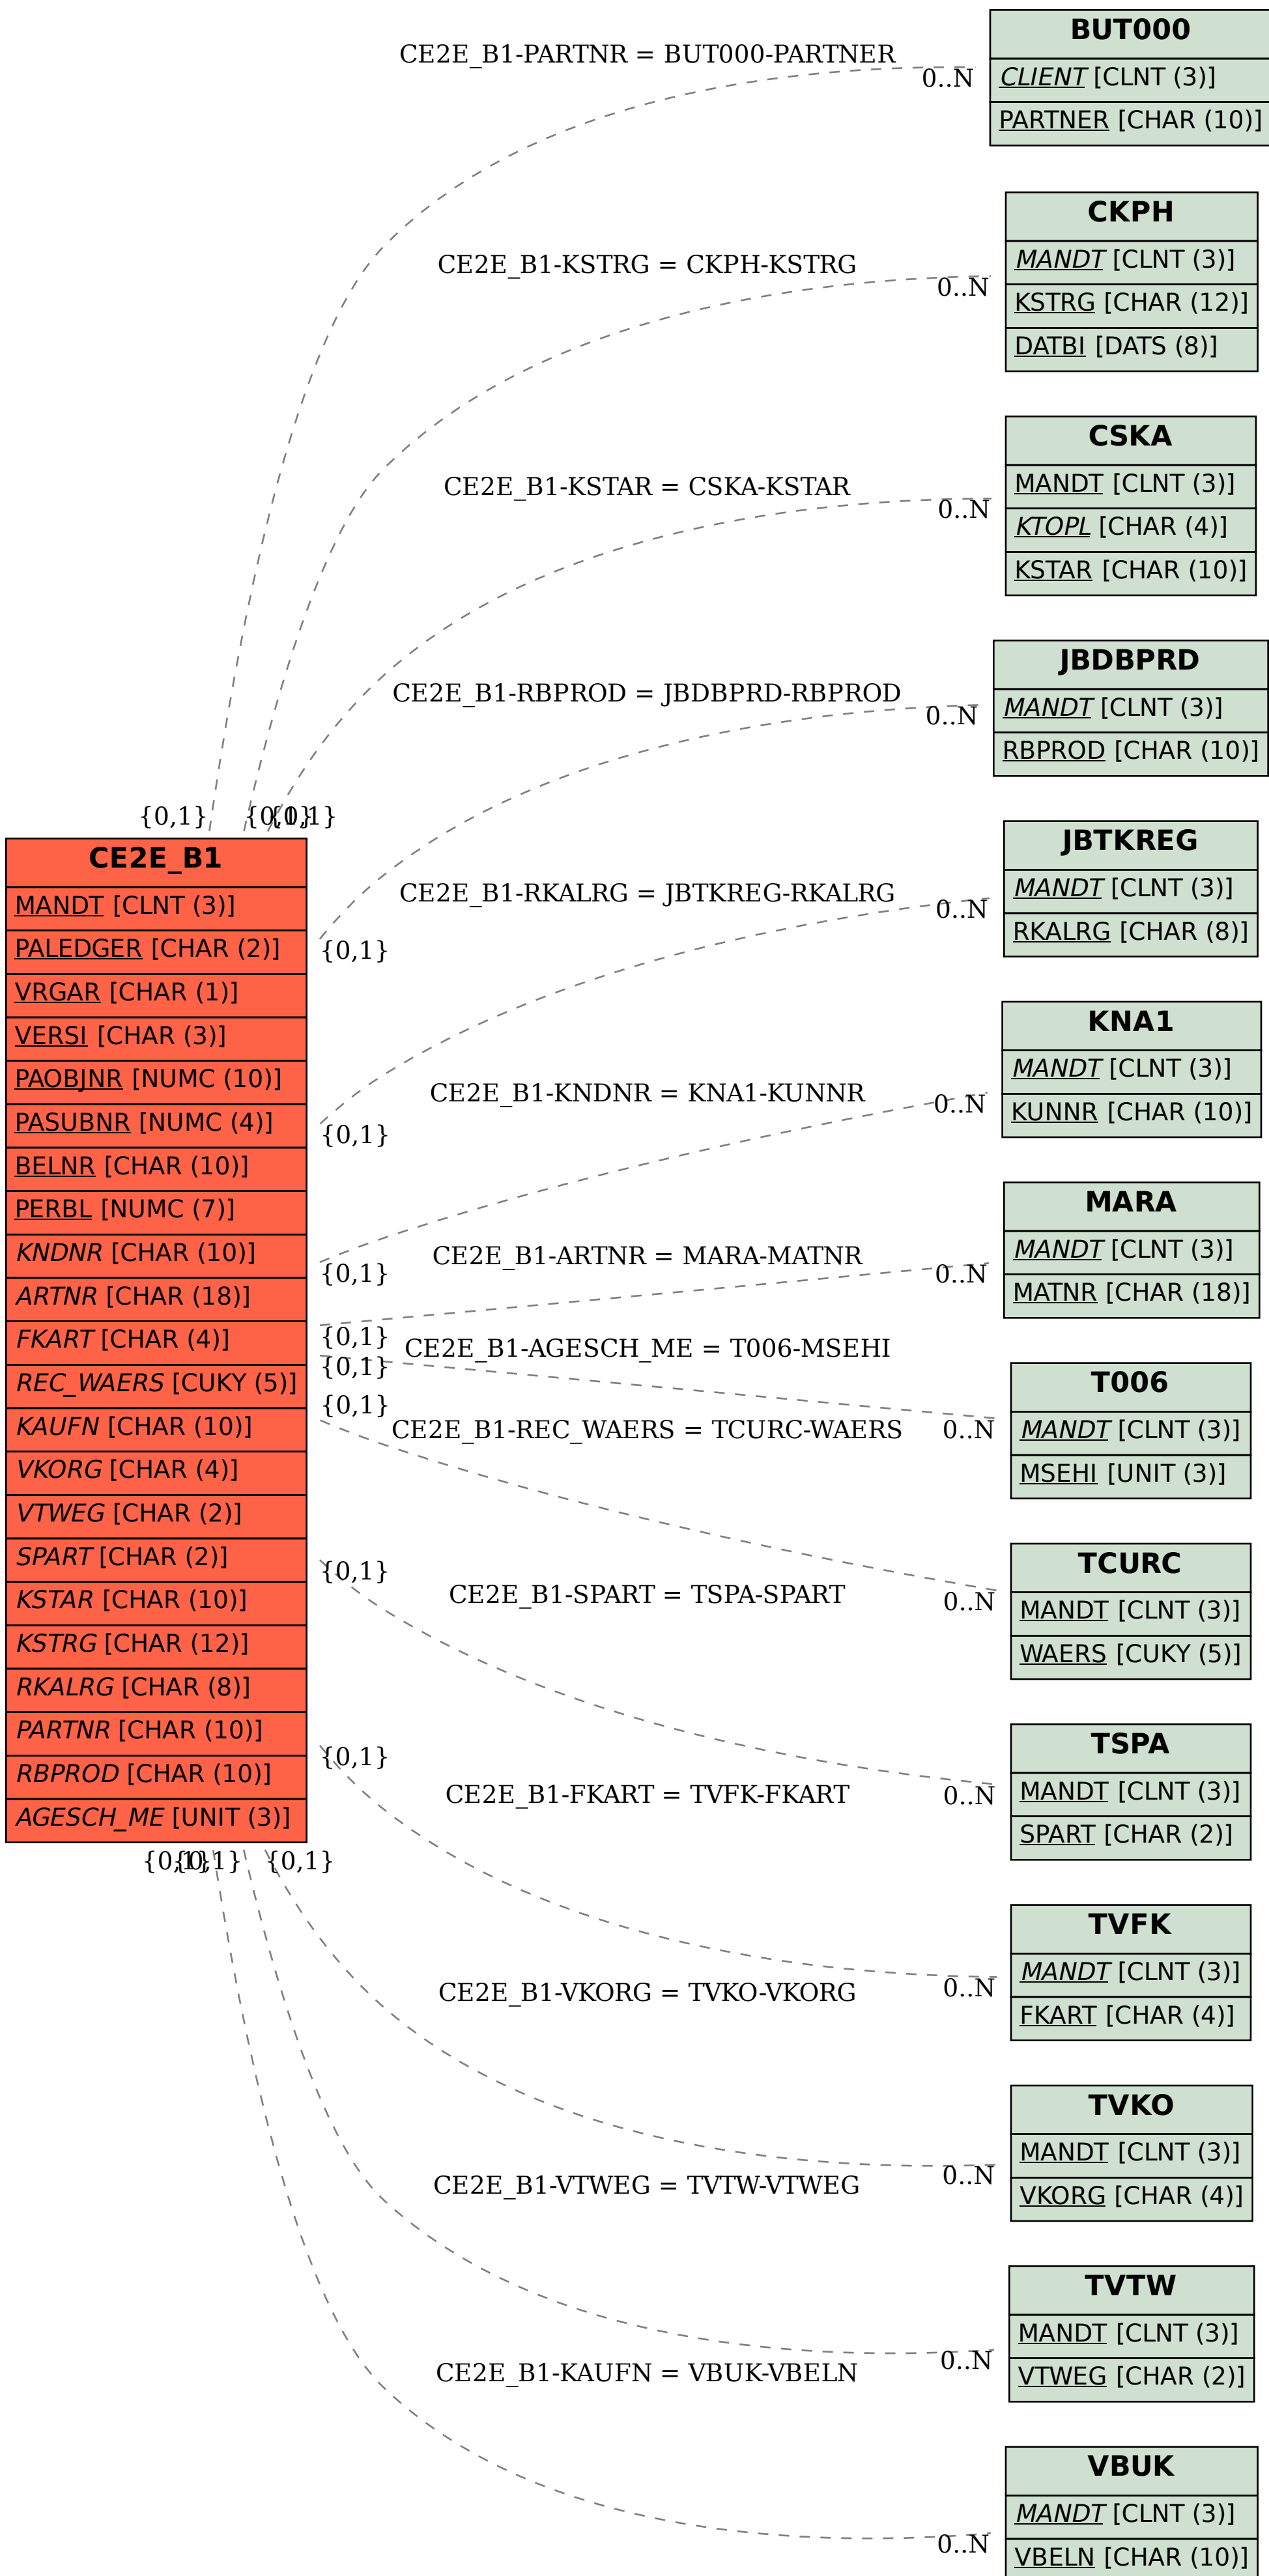 CE2E_B1-PARTNR = BUT000-PARTNER
0..N
BUT000
CLIENT [CLNT (3)]
PARTNER [CHAR (10)]
CE2E_B1-KSTRG = CKPH-KSTRG
0..N
CKPH
MANDT [CLNT (3)]
KSTRG [CHAR (12)]
DATBI [DATS (8)]
CE2E_B1-KSTAR = CSKA-KSTAR
0..N
CSKA
MANDT [CLNT (3)]
KTOPL [CHAR (4)]
KSTAR [CHAR (10)]
CE2E_B1-RBPROD = JBDBPRD-RBPROD
0..N
JBDBPRD
MANDT [CLNT (3)]
RBPROD [CHAR (10)]
{0,1}
{0,1}
{0,1}
CE2E_B1
MANDT [CLNT (3)]
PALEDGER [CHAR (2)]
VRGAR [CHAR (1)]
VERSI [CHAR (3)]
PAOBJNR [NUMC (10)]
PASUBNR [NUMC (4)]
BELNR [CHAR (10)]
PERBL [NUMC (7)]
KNDNR [CHAR (10)]
ARTNR [CHAR (18)]
FKART [CHAR (4)]
REC_WAERS [CUKY (5)]
KAUFN [CHAR (10)]
VKORG [CHAR (4)]
VTWEG [CHAR (2)]
SPART [CHAR (2)]
KSTAR [CHAR (10)]
KSTRG [CHAR (12)]
RKALRG [CHAR (8)]
PARTNR [CHAR (10)]
RBPROD [CHAR (10)]
AGESCH_ME [UNIT (3)]
{0,1}
{0,1}
{0,1}
{0,1}
CE2E_B1-RKALRG = JBTKREG-RKALRG
0..N
{0,1}
JBTKREG
MANDT [CLNT (3)]
RKALRG [CHAR (8)]
CE2E_B1-KNDNR = KNA1-KUNNR
0..N
{0,1}
KNA1
MANDT [CLNT (3)]
KUNNR [CHAR (10)]
CE2E_B1-ARTNR = MARA-MATNR
0..N
{0,1}
MARA
MANDT [CLNT (3)]
MATNR [CHAR (18)]
CE2E_B1-AGESCH_ME = T006-MSEHI
{0,1}
0..N
T006
MANDT [CLNT (3)]
MSEHI [UNIT (3)]
{0,1}
CE2E_B1-REC_WAERS = TCURC-WAERS
0..N
TCURC
MANDT [CLNT (3)]
WAERS [CUKY (5)]
{0,1}
CE2E_B1-SPART = TSPA-SPART
0..N
TSPA
MANDT [CLNT (3)]
SPART [CHAR (2)]
{0,1}
CE2E_B1-FKART = TVFK-FKART
0..N
TVFK
MANDT [CLNT (3)]
FKART [CHAR (4)]
CE2E_B1-VKORG = TVKO-VKORG
0..N
TVKO
MANDT [CLNT (3)]
VKORG [CHAR (4)]
CE2E_B1-VTWEG = TVTW-VTWEG
0..N
TVTW
MANDT [CLNT (3)]
VTWEG [CHAR (2)]
CE2E_B1-KAUFN = VBUK-VBELN
0..N
VBUK
MANDT [CLNT (3)]
VBELN [CHAR (10)]